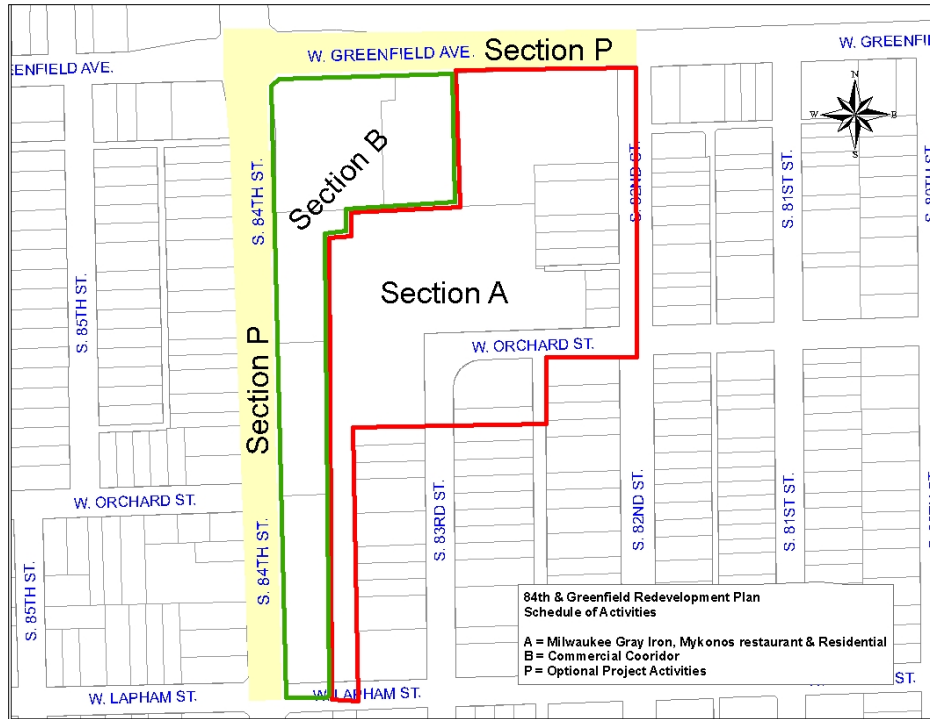 W. GREENFIELD AVE.
Section P
W. GREENFI
ENFIELD AVE.
N
W
E
S
S. 84TH ST.
Section B
S. 82ND ST.
S. 81ST ST.
Section A
S. 85TH ST.
W. ORCHARD ST.
Section P
W. ORCHARD ST.
S. 83RD ST.
S. 82ND ST.
S. 81ST ST.
S. 84TH ST.
S. 85TH ST.
84th & Greenfield Redevelopment Plan
Schedule of Activities
A = Milwaukee Gray Iron, Mykonos restaurant & Residential
B = Commercial Cooridor
P = Optional Project Activities
W. LAPHAM ST.
W. LAPHAM ST.